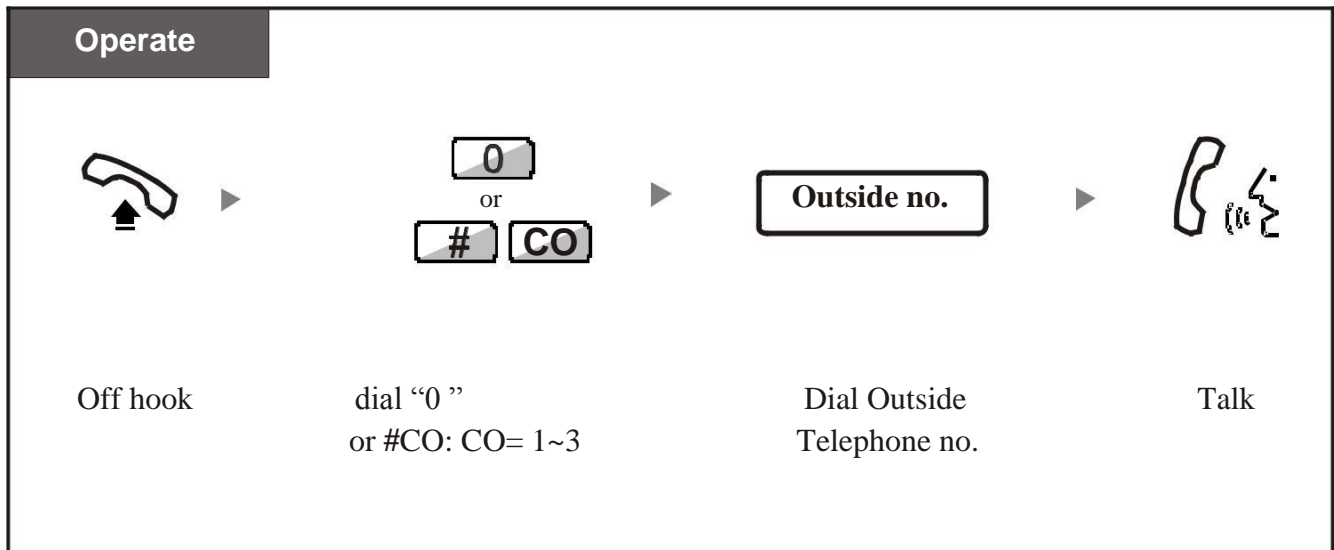 Operate
0
or
# CO
Outside no.
Off hook
dial “0 ”
or #CO: CO= 1~3
Dial Outside
Telephone no.
Talk